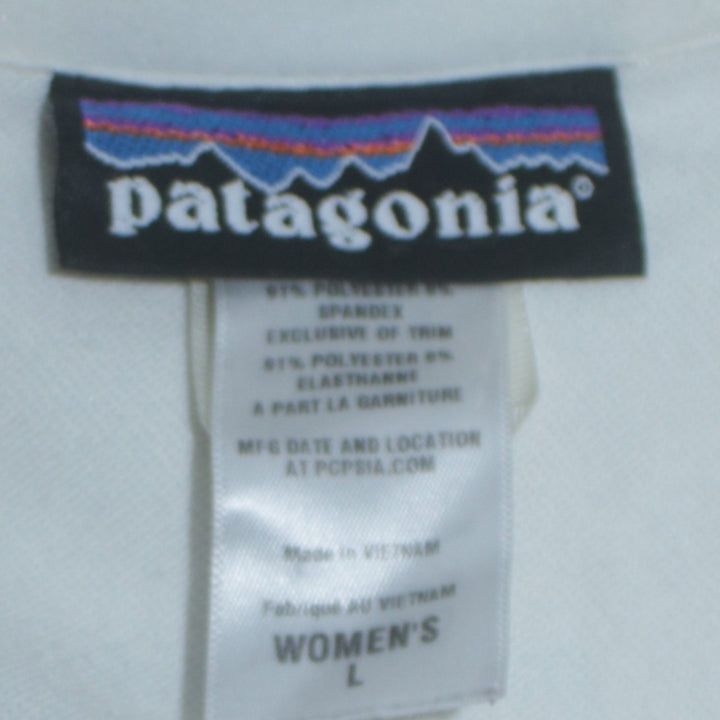 patagonia®
91% POLYESTER 9%
SPANDEX
EXCLUSIVE OF TRIM
91% POLYESTER 9%
ELASTHANNE
A PART LA GARNITURE
MFG DATE AND LOCATION
AT PCPSIA.COM
Made in VIETNAM
Fabriqué AU VIETNAM
WOMEN'S
L